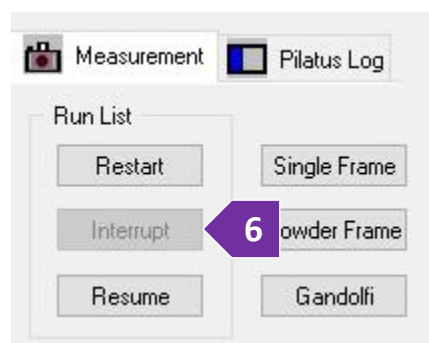 Measurement Pilatus Log
Run List
Restart Single Frame
Interrupt 6 owder Frame
Resume Gandolfi